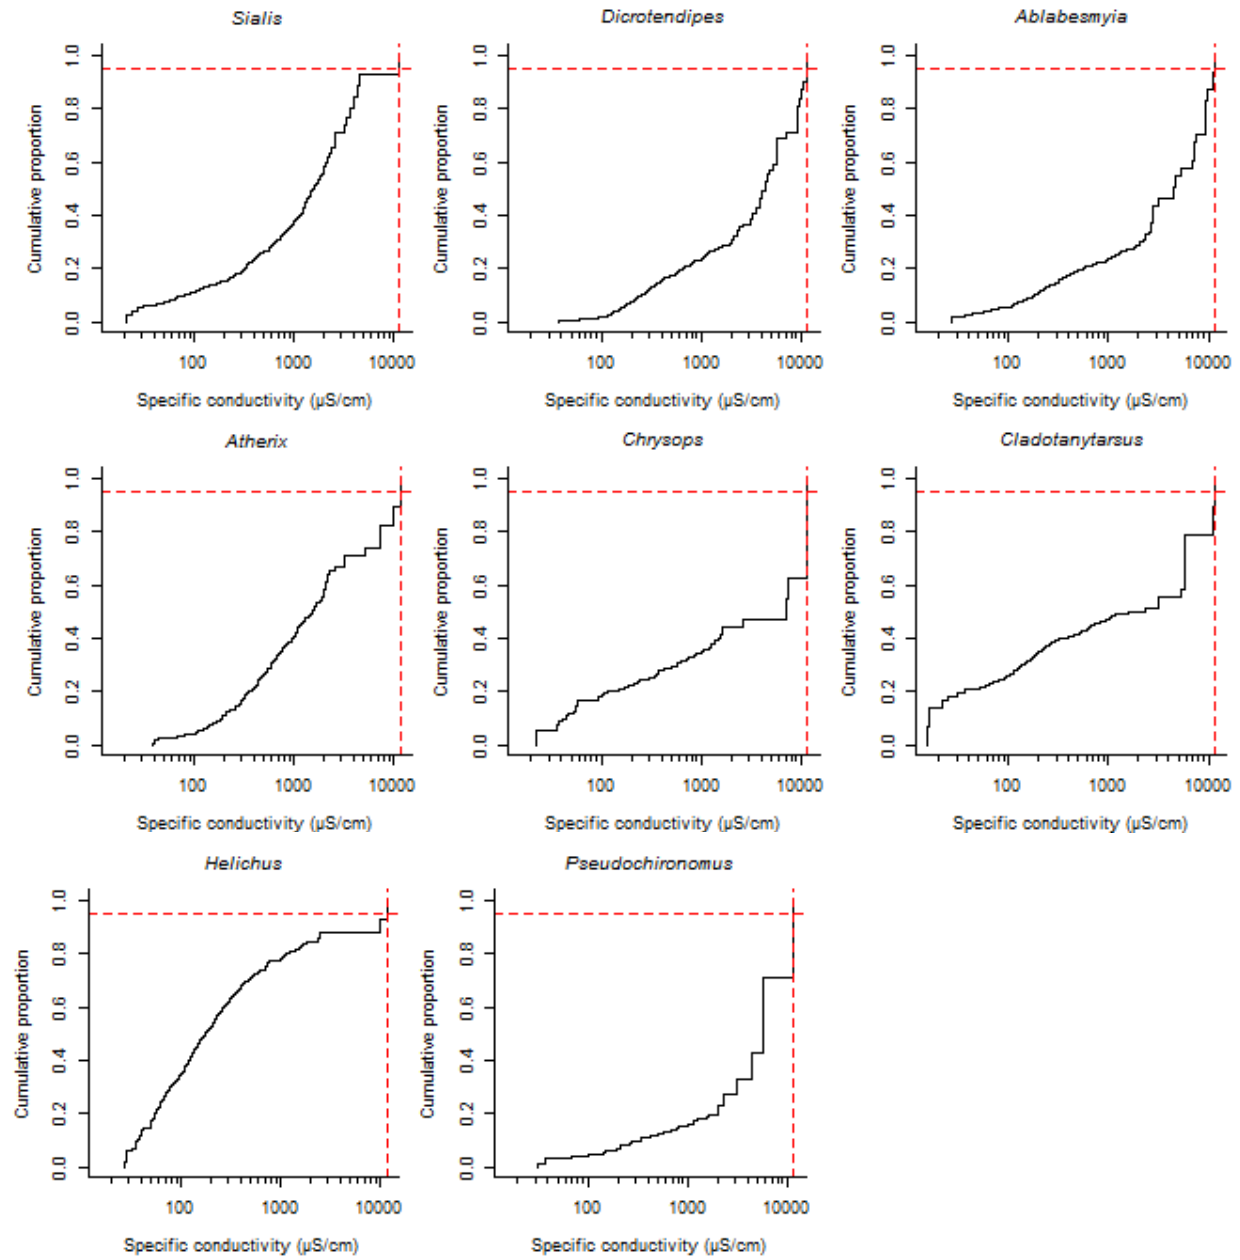 Sialis
Dicrotendipes
Ablabesmyia
Cumulative proportion
0.0 0.2 0.4 0.6 0.8 1.0
100 1000 10000
Specific conductivity (µS/cm)
Cumulative proportion
0.0 0.2 0.4 0.6 0.8 1.0
100 1000 10000
Specific conductivity (µS/cm)
Cumulative proportion
0.0 0.2 0.4 0.6 0.8 1.0
100 1000 10000
Specific conductivity (µS/cm)
Atherix
Chrysops
Cladotanytarsus
Cumulative proportion
0.0 0.2 0.4 0.6 0.8 1.0
100 1000 10000
Specific conductivity (µS/cm)
Cumulative proportion
0.0 0.2 0.4 0.6 0.8 1.0
100 1000 10000
Specific conductivity (µS/cm)
Cumulative proportion
0.0 0.2 0.4 0.6 0.8 1.0
100 1000 10000
Specific conductivity (µS/cm)
Helichus
Pseudochironomus
Cumulative proportion
0.0 0.2 0.4 0.6 0.8 1.0
100 1000 10000
Specific conductivity (µS/cm)
Cumulative proportion
0.0 0.2 0.4 0.6 0.8 1.0
100 1000 10000
Specific conductivity (µS/cm)